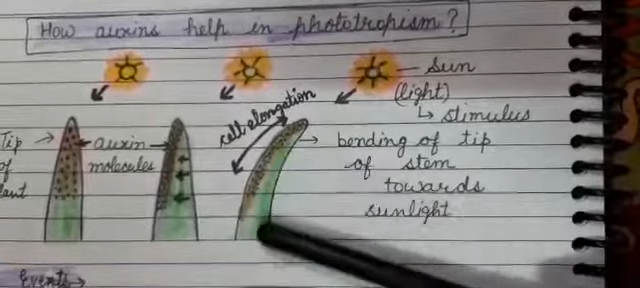 How auxins help in phototropism?
Sun
(light)
↳ stimulus
cell elongation
Tip of
auxin molecules
bending of tip
of stem
towards
sunlight
Events→